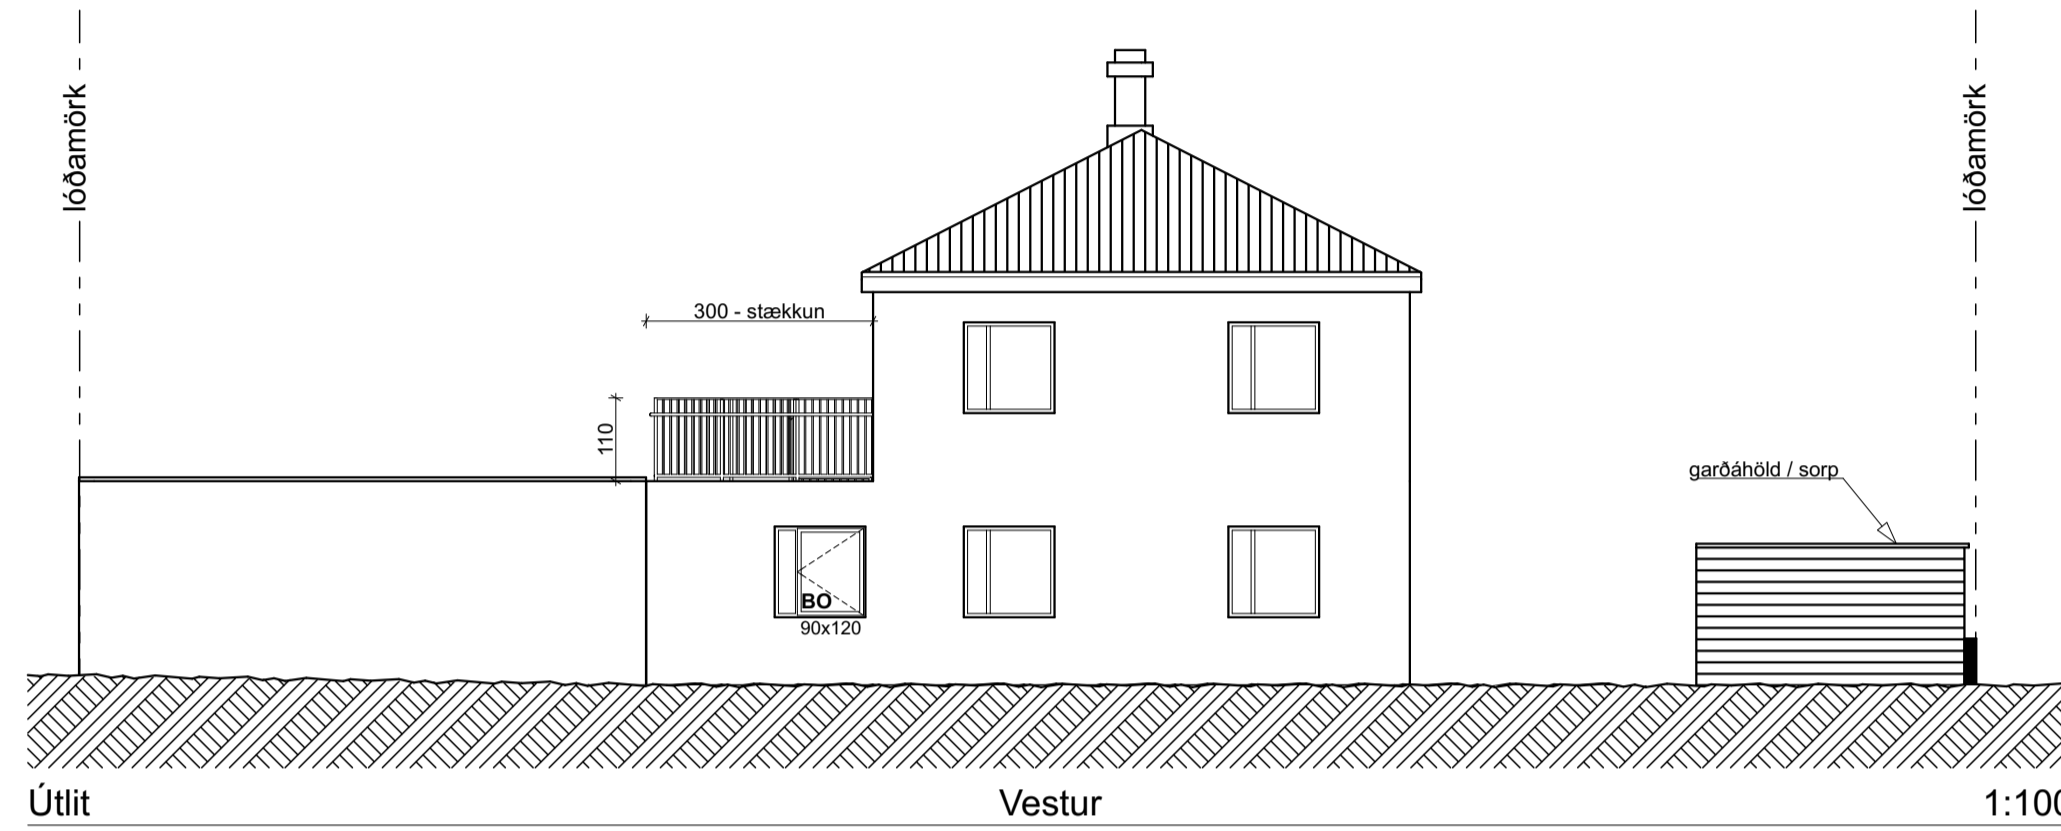 lóðamörk
lóðamörk
300 - stækkun
110
garðáhöld / sorp
BO
90x120
Útlit
Vestur
1:100